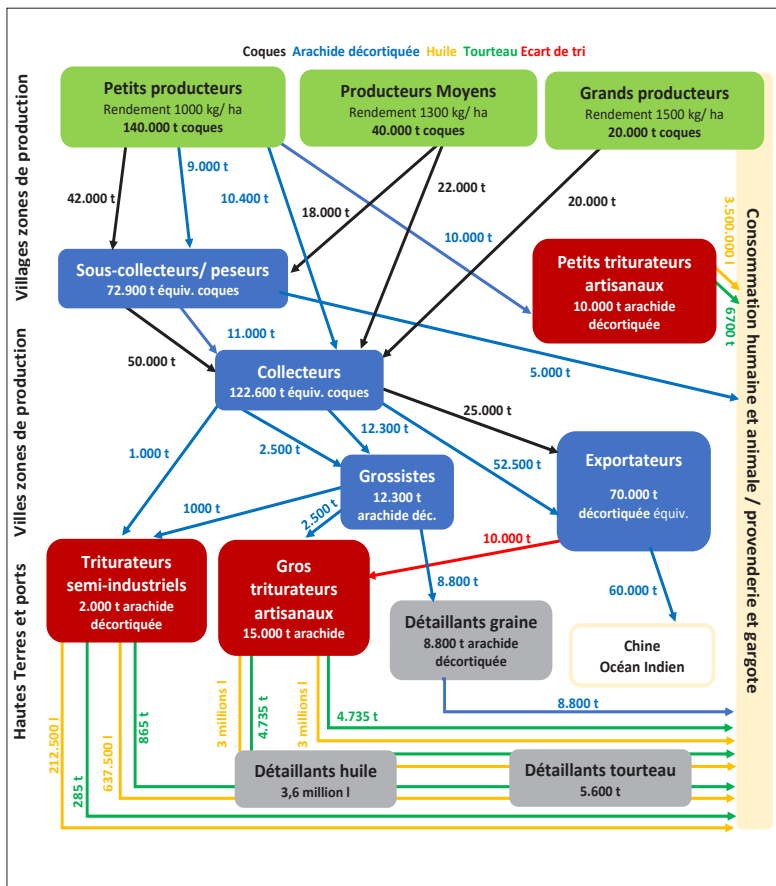 Coques Arachide décortiquée Huile Tourteau Ecart de tri
Villages zones de production
Petits producteurs
Rendement 1000 kg/ ha
140.000 t coques
Producteurs Moyens
Rendement 1300 kg/ ha
40.000 t coques
Grands producteurs
Rendement 1500 kg/ ha
20.000 t coques
9.000 t
42.000 t
10.400 t
18.000 t
22.000 t
20.000 t
10.000 t
3.500.000 l
6700 t
Sous-collecteurs/ peseurs
72.900 t équiv. coques
Petits triturateurs
artisanaux
10.000 t arachide
décortiquée
Consommation humaine et animale / provenderie et gargote
Villes zones de production
11.000 t
50.000 t
5.000 t
Collecteurs
122.600 t équiv. coques
25.000 t
12.300 t
2.500 t
1.000 t
52.500 t
Grossistes
12.300 t
arachide déc.
Exportateurs
70.000 t
décortiquée équiv.
1000 t
2.500 t
10.000 t
Hautes Terres et ports
Triturateurs
semi-industriels
2.000 t arachide
décortiquée
Gros
triturateurs
artisanaux
15.000 t arachide
8.800 t
60.000 t
Détaillants graine
8.800 t arachide
décortiquée
Chine
Océan Indien
8.800 t
212.500 l
285 t
637.500 l
865 t
3 millions l
4.735 t
3 millions l
4.735 t
Détaillants huile
3,6 million l
Détaillants tourteau
5.600 t